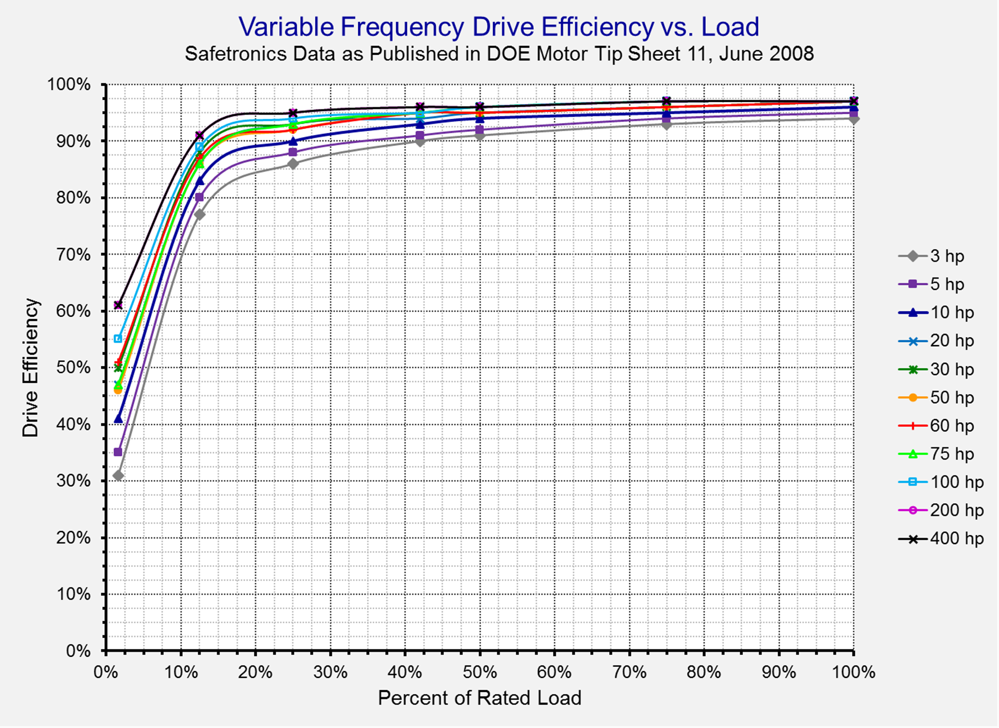 Variable Frequency Drive Efficiency vs. Load
Safetronics Data as Published in DOE Motor Tip Sheet 11, June 2008
100%
90%
80%
70%
60%
50%
40%
30%
20%
10%
0%
Drive Efficiency
0% 10% 20% 30% 40% 50% 60% 70% 80% 90% 100%
Percent of Rated Load
3 hp
5 hp
10 hp
20 hp
30 hp
50 hp
60 hp
75 hp
100 hp
200 hp
400 hp